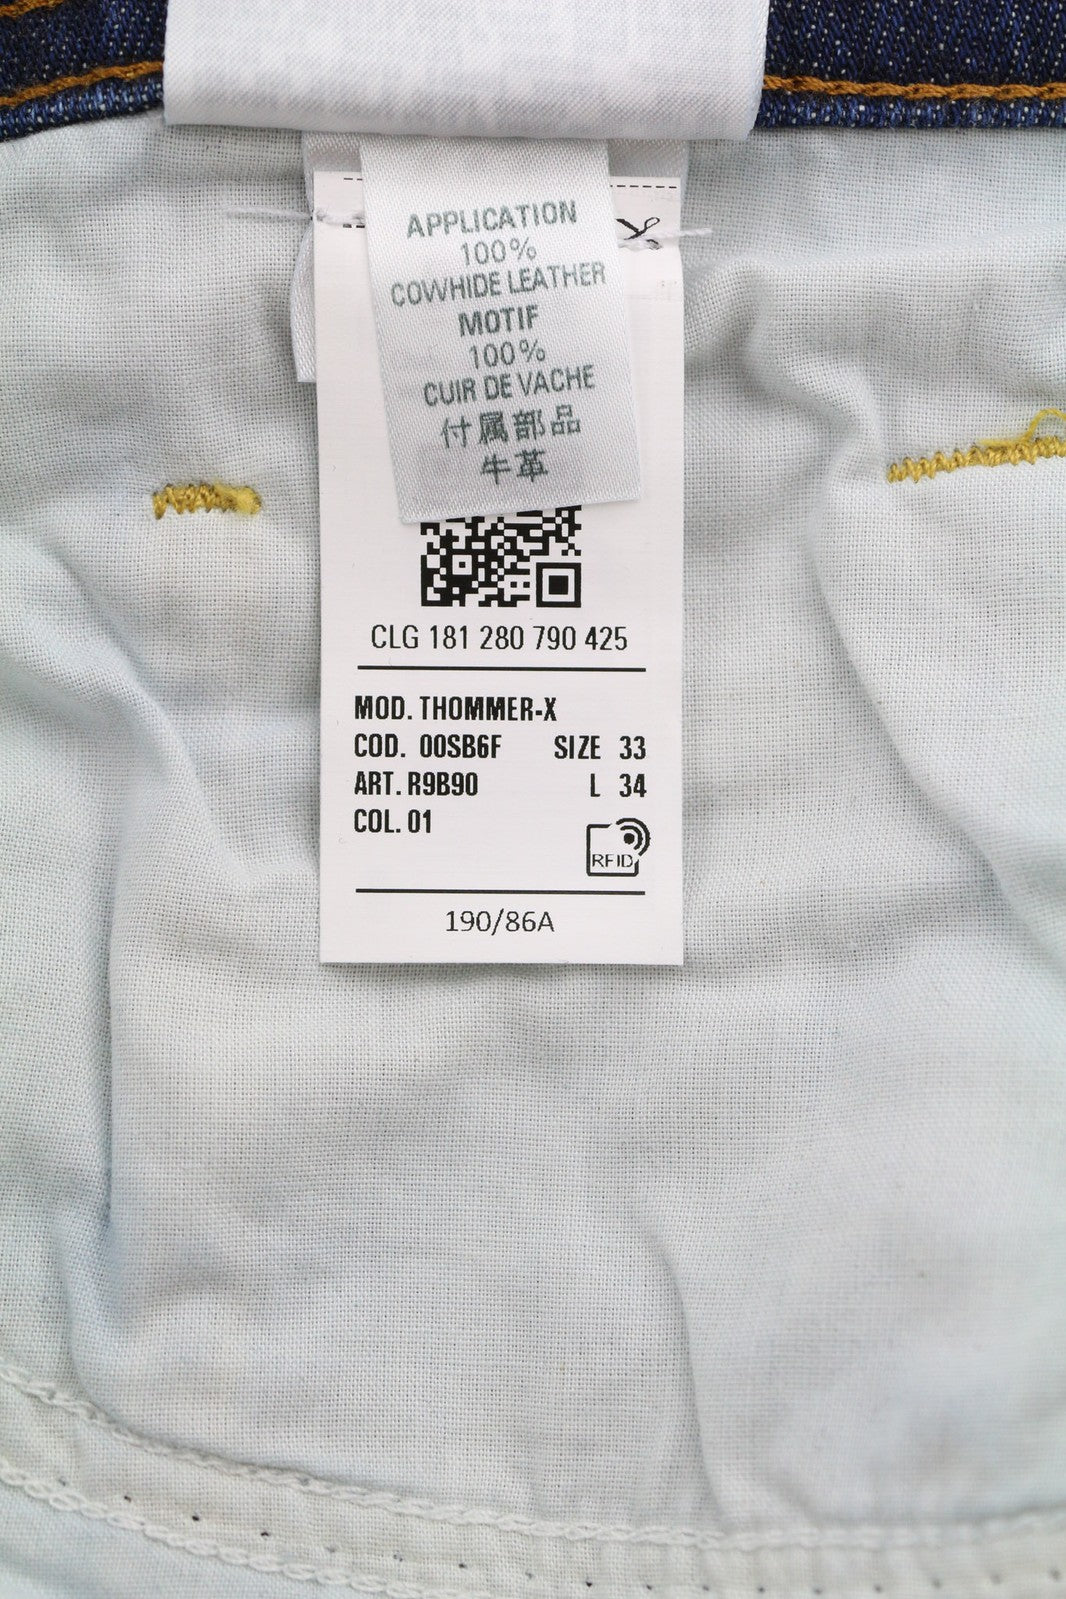 APPLICATION
100%
COWHIDE LEATHER
MOTIF
100%
CUIR DE VACHE
付属部品
牛革
CLG 181 280 790 425
MOD. THOMMER-X
COD. 00SB6F SIZE 33
ART. R9B90 L 34
COL. 01
RFID
190/86A